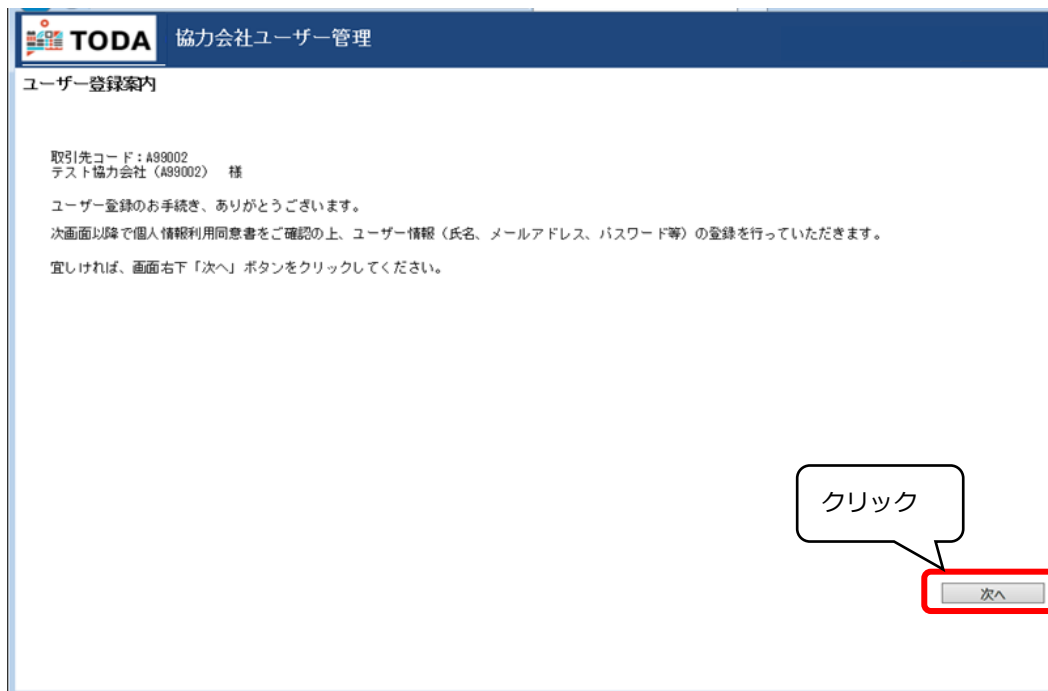 TODA 協力会社ユーザー管理
ユーザー登録案内
取引先コード：A99002
テスト協力会社（A99002） 様
ユーザー登録のお手続き、ありがとうございます。
次画面以降で個人情報利用同意書をご確認の上、ユーザー情報（氏名、メールアドレス、パスワード等）の登録を行っていただきます。
宜しければ、画面右下「次へ」ボタンをクリックしてください。
クリック
次へ